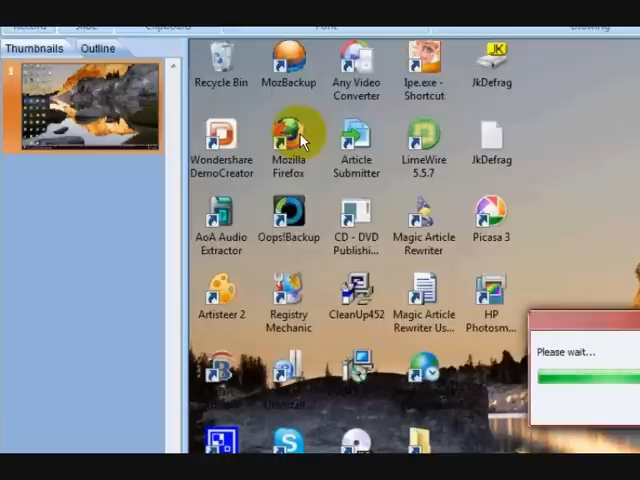 Record
Slide
Clipboard
Font
Drawing
Thumbnails
Outline
1
Recycle Bin
MozBackup
Any Video
Converter
Ipe.exe -
Shortcut
JkDefrag
Wondershare
DemoCreator
Mozilla
Firefox
Article
Submitter
LimeWire
5.5.7
JkDefrag
AoA Audio
Extractor
Oops!Backup
CD - DVD
Publishi...
Magic Article
Rewriter
Picasa 3
Artisteer 2
Registry
Mechanic
CleanUp452
Magic Article
Rewriter Us...
HP
Photosm...
Please wait...
Uninstall